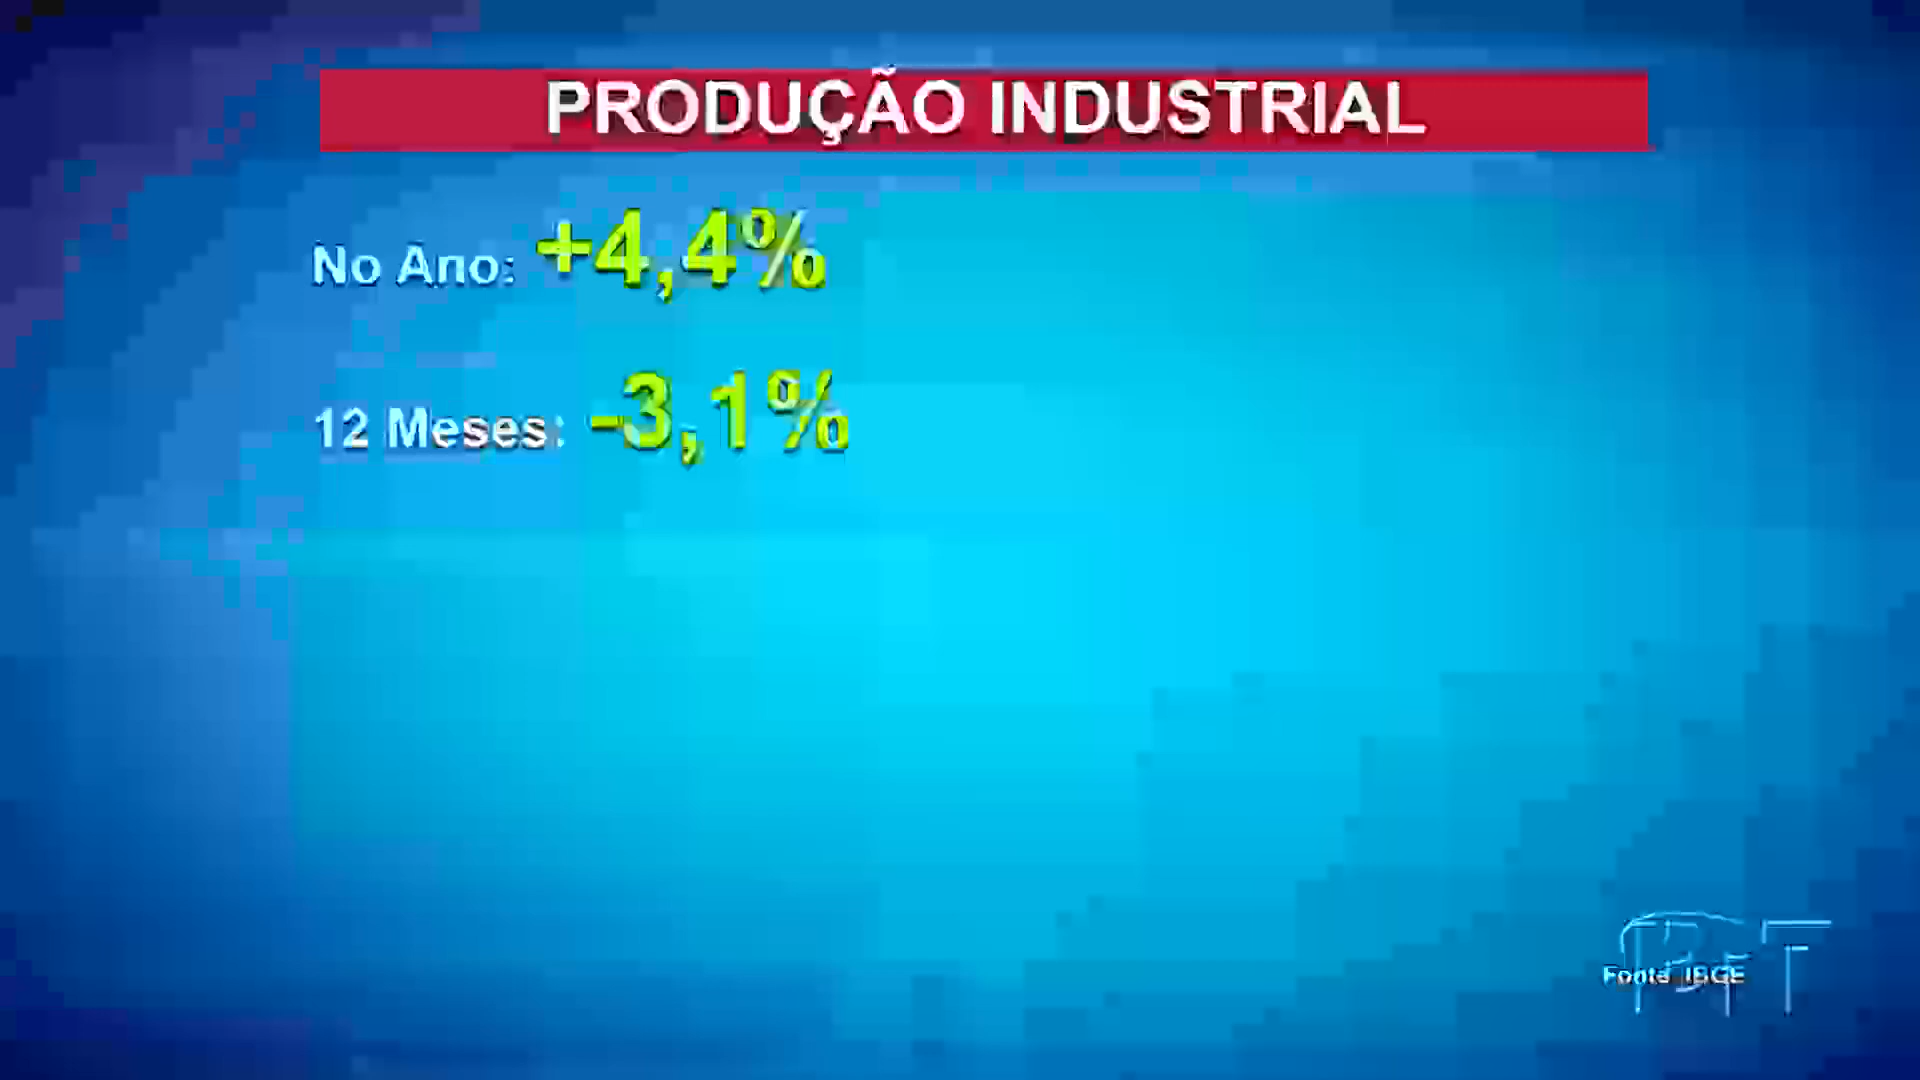 PRODUÇÃO INDUSTRIAL
No Ano: +4,4%
12 Meses: -3,1%
Fonte IBGE